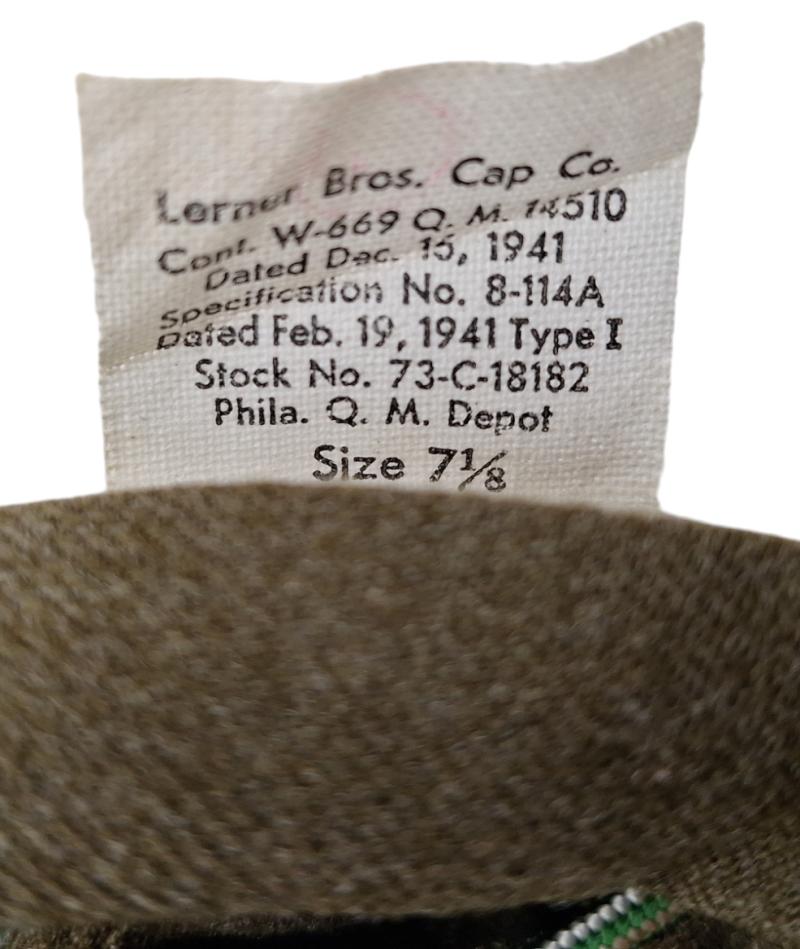 Lerner Bros. Cap Co.
Cont. W-669 Q. M. 14510
Dated Dec. 15, 1941
Specification No. 8-114A
Dated Feb. 19, 1941 Type I
Stock No. 73-C-18182
Phila. Q. M. Depot
Size 7⅛